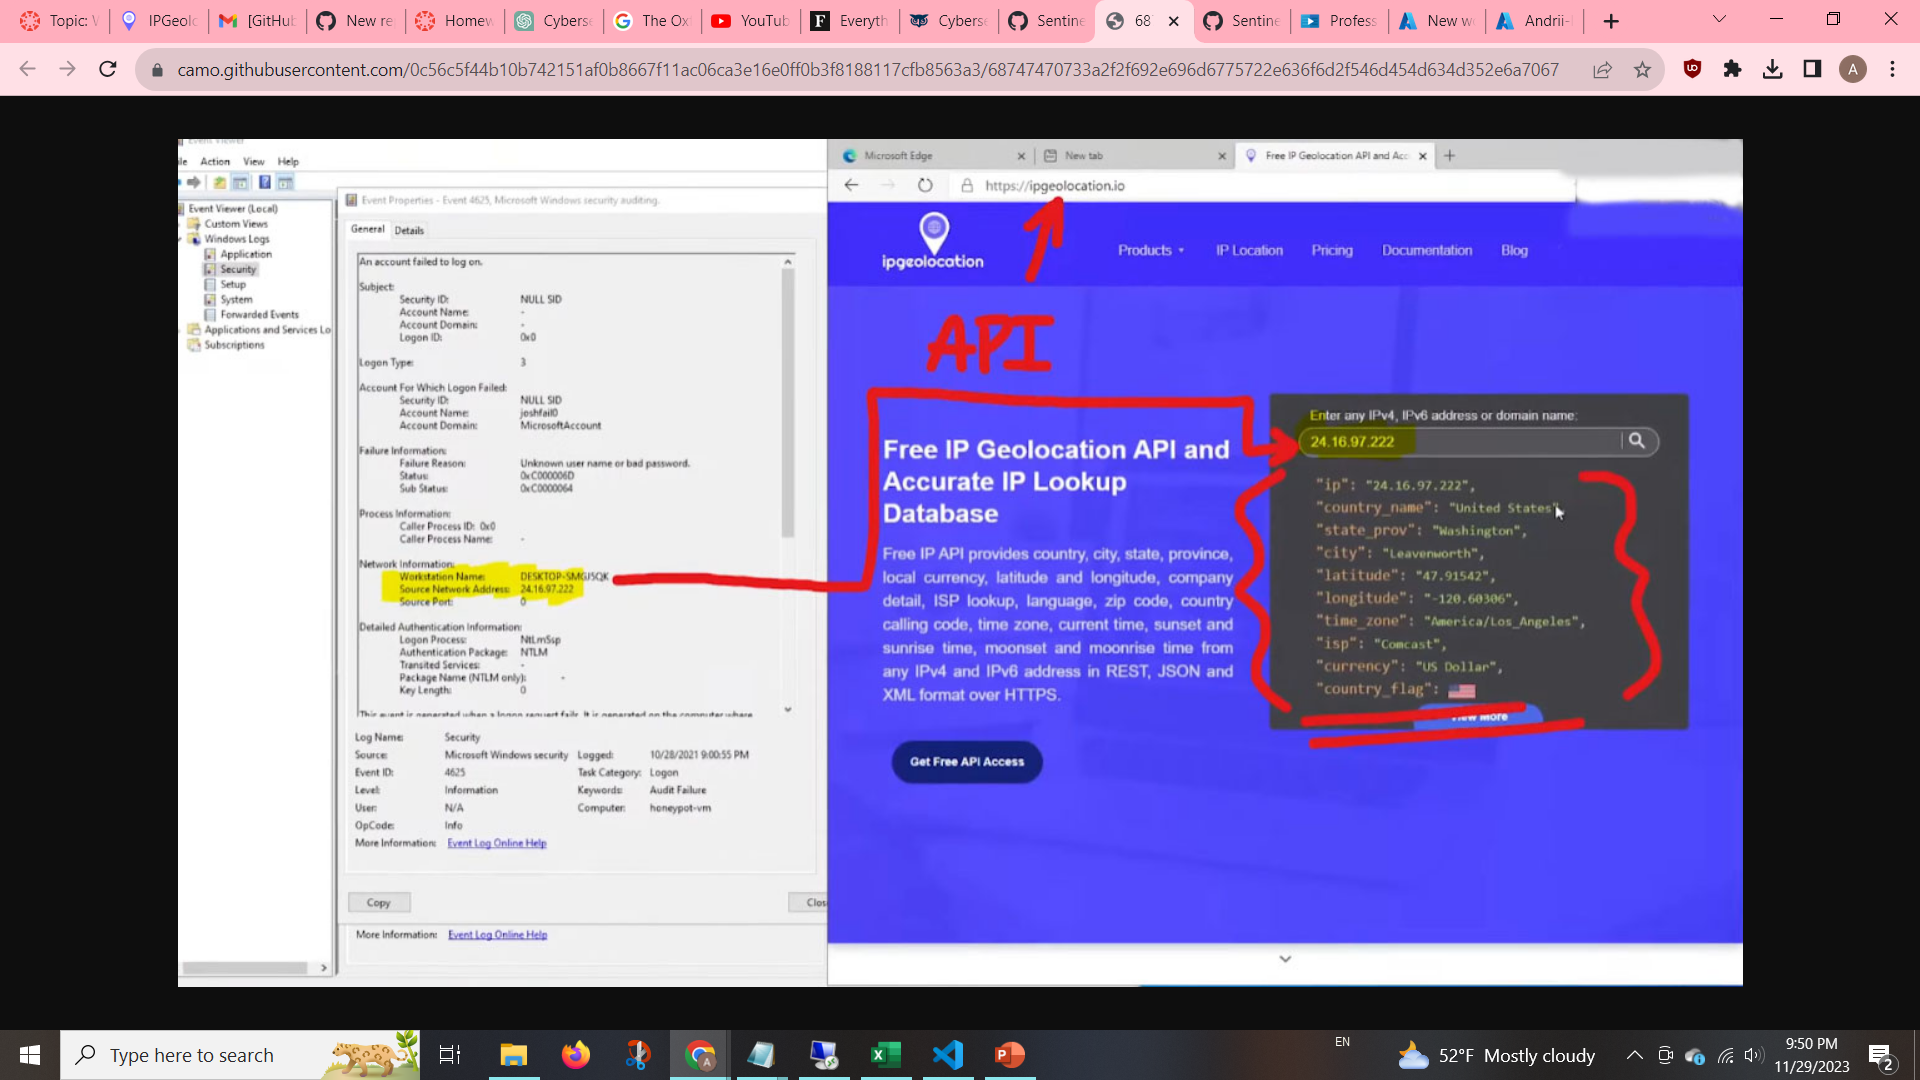 Topic: W
IPGeolo
[GitHub
New re
Homew
Cyberse
The Ox
YouTub
Everyth
Cyberse
Sentine
68
Sentine
Profess
New w
Andrii-
camo.githubusercontent.com/0c56c5f44b10b742151af0b8667f11ac06ca3e16e0ff0b3f8188117cfb8563a3/68747470733a2f2f692e696d6775722e636f6d2f546d454d634d352e6a7067
A
Event Viewer
Action View Help
Event Viewer (Local)
Custom Views
Windows Logs
Application
Security
Setup
System
Forwarded Events
Applications and Services Lo
Subscriptions
Event Properties - Event 4625, Microsoft Windows security auditing.
General Details
An account failed to log on.
Subject:
Security ID: NULL SID
Account Name: -
Account Domain: -
Logon ID: 0x0
Logon Type: 3
Account For Which Logon Failed:
Security ID: NULL SID
Account Name: joshfail0
Account Domain: MicrosoftAccount
Failure Information:
Failure Reason: Unknown user name or bad password.
Status: 0xC000006D
Sub Status: 0xC0000064
Process Information:
Caller Process ID: 0x0
Caller Process Name: -
Network Information:
Workstation Name: DESKTOP-SMGJSQK
Source Network Address: 24.16.97.222
Source Port: 0
Detailed Authentication Information:
Logon Process: NtLmSsp
Authentication Package: NTLM
Transited Services: -
Package Name (NTLM only): -
Key Length: 0
This event is generated when a logon request fails. It is generated on the computer where
Log Name: Security
Source: Microsoft Windows security Logged: 10/28/2021 9:00:55 PM
Event ID: 4625 Task Category: Logon
Level: Information Keywords: Audit Failure
User: N/A Computer: honeypot-vm
OpCode: Info
More Information: Event Log Online Help
Copy
Clos
More Information: Event Log Online Help
Microsoft Edge
New tab
Free IP Geolocation API and Acc
https://ipgeolocation.io
ipgeolocation
Products IP Location Pricing Documentation Blog
API
Free IP Geolocation API and
Accurate IP Lookup
Database
Free IP API provides country, city, state, province,
local currency, latitude and longitude, company
detail, ISP lookup, language, zip code, country
calling code, time zone, current time, sunset and
sunrise time, moonset and moonrise time from
any IPv4 and IPv6 address in REST, JSON and
XML format over HTTPS.
Get Free API Access
Enter any IPv4, IPv6 address or domain name:
24.16.97.222
"ip": "24.16.97.222",
"country_name": "United States"
"state_prov": "Washington",
"city": "Leavenworth",
"latitude": "47.91542",
"longitude": "-120.60306",
"time_zone": "America/Los_Angeles",
"isp": "Comcast",
"currency": "US Dollar",
"country_flag":
View More
Type here to search
EN
52°F Mostly cloudy
9:50 PM
11/29/2023
2